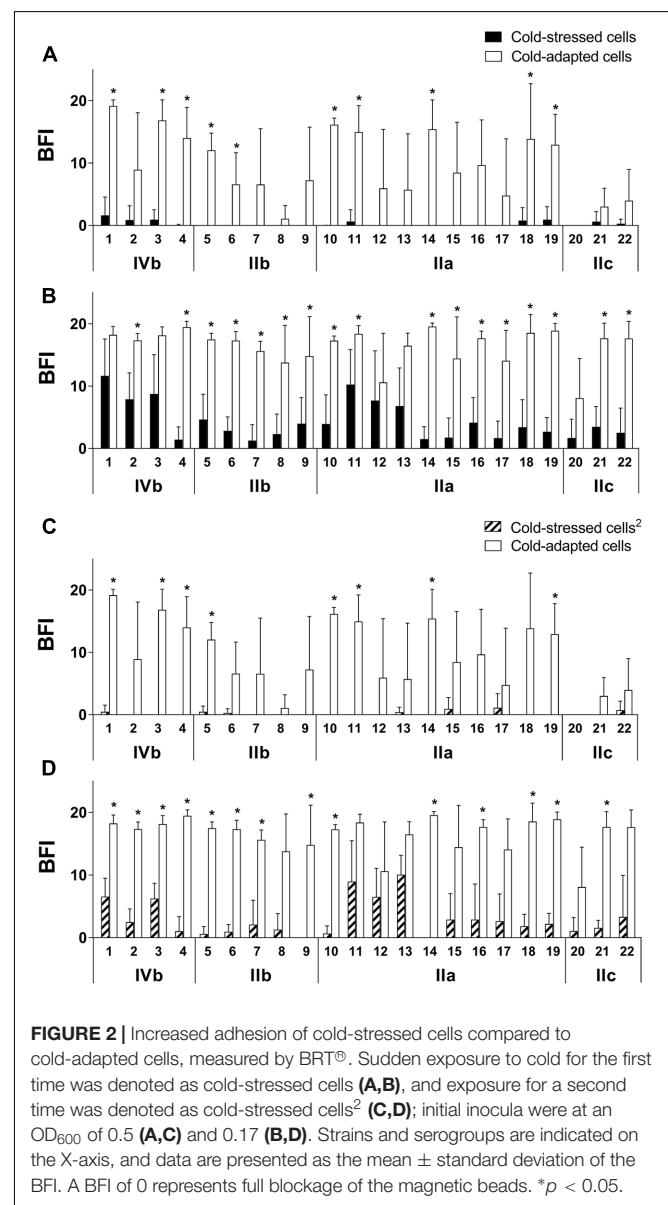 Cold-stressed cells
Cold-adapted cells
A
BFI
20
10
0
* * * * * * * * * * *
1 2 3 4 5 6 7 8 9 10 11 12 13 14 15 16 17 18 19 20 21 22
IVb IIb IIa IIc
B
BFI
20
10
0
* * * * * * * * * * * * * * * * *
1 2 3 4 5 6 7 8 9 10 11 12 13 14 15 16 17 18 19 20 21 22
IVb IIb IIa IIc
C
Cold-stressed cells2
Cold-adapted cells
BFI
20
10
0
* * * * * * * *
1 2 3 4 5 6 7 8 9 10 11 12 13 14 15 16 17 18 19 20 21 22
IVb IIb IIa IIc
D
BFI
20
10
0
* * * * * * * * * * * * * *
1 2 3 4 5 6 7 8 9 10 11 12 13 14 15 16 17 18 19 20 21 22
IVb IIb IIa IIc
FIGURE 2 | Increased adhesion of cold-stressed cells compared to
cold-adapted cells, measured by BRT®. Sudden exposure to cold for the first
time was denoted as cold-stressed cells (A,B), and exposure for a second
time was denoted as cold-stressed cells2 (C,D); initial inocula were at an
OD600 of 0.5 (A,C) and 0.17 (B,D). Strains and serogroups are indicated on
the X-axis, and data are presented as the mean ± standard deviation of the
BFI. A BFI of 0 represents full blockage of the magnetic beads. *p < 0.05.